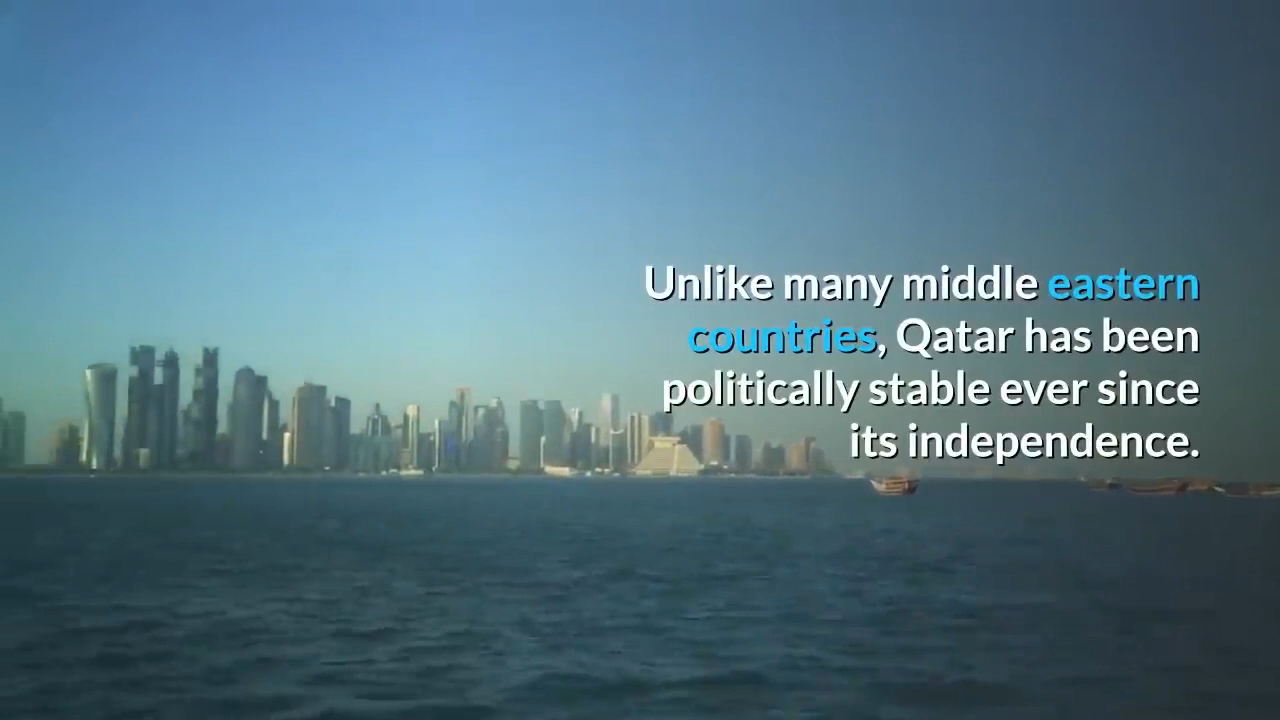 Unlike many middle eastern
countries, Qatar has been
politically stable ever since
its independence.